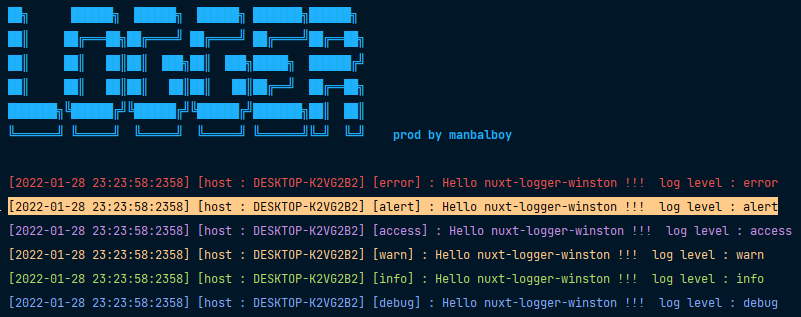 LOGGER
prod by manbalboy
[2022-01-28 23:23:58:2358] [host : DESKTOP-K2VG2B2] [error] : Hello nuxt-logger-winston !!!  log level : error
[2022-01-28 23:23:58:2358] [host : DESKTOP-K2VG2B2] [alert] : Hello nuxt-logger-winston !!!  log level : alert
[2022-01-28 23:23:58:2358] [host : DESKTOP-K2VG2B2] [access] : Hello nuxt-logger-winston !!!  log level : access
[2022-01-28 23:23:58:2358] [host : DESKTOP-K2VG2B2] [warn] : Hello nuxt-logger-winston !!!  log level : warn
[2022-01-28 23:23:58:2358] [host : DESKTOP-K2VG2B2] [info] : Hello nuxt-logger-winston !!!  log level : info
[2022-01-28 23:23:58:2358] [host : DESKTOP-K2VG2B2] [debug] : Hello nuxt-logger-winston !!!  log level : debug